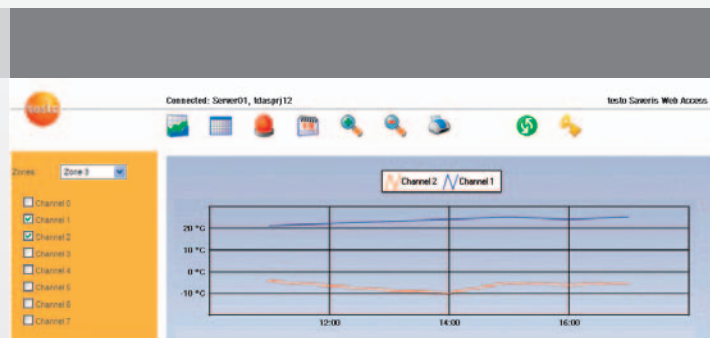 testo
Connected: Server01, tdasprj12
testo Saveris Web Access
Zones:
Zone 3
Channel 0
Channel 1
Channel 2
Channel 3
Channel 4
Channel 5
Channel 6
Channel 7
Channel 2 Channel 1
20 °C
10 °C
0 °C
-10 °C
12:00 14:00 16:00